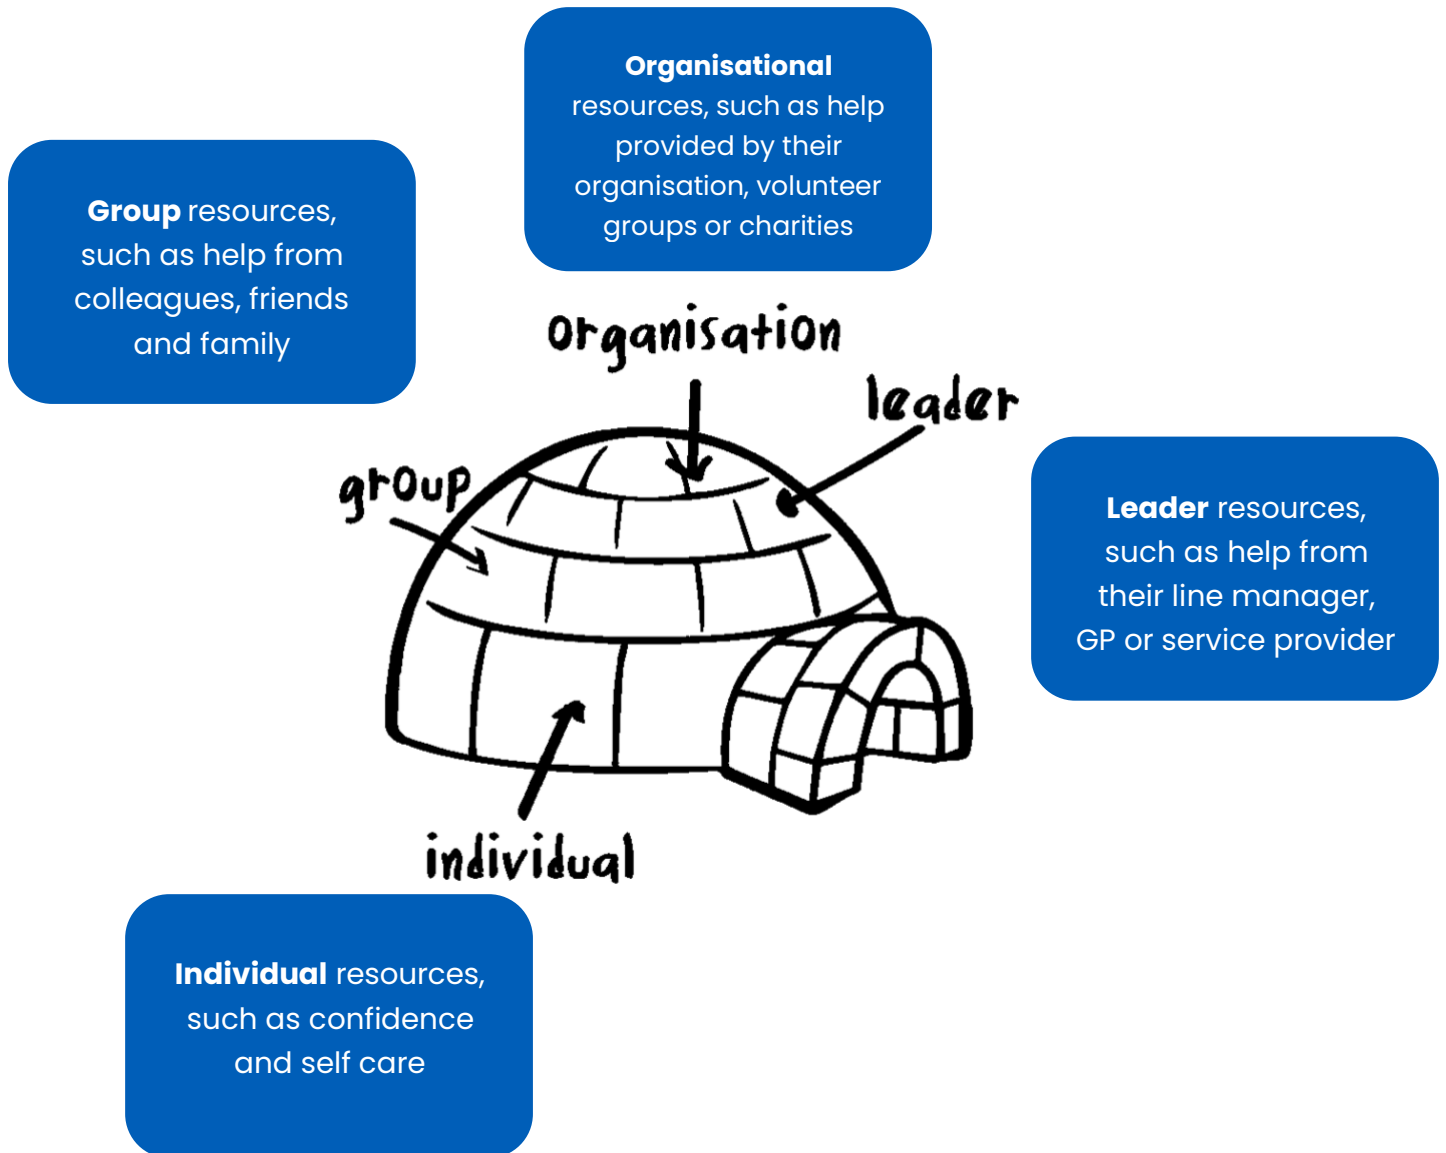 Organisational
resources, such as help
provided by their
organisation, volunteer
groups or charities
Group resources,
such as help from
colleagues, friends
and family
organisation
leader
group
Leader resources,
such as help from
their line manager,
GP or service provider
individual
Individual resources,
such as confidence
and self care